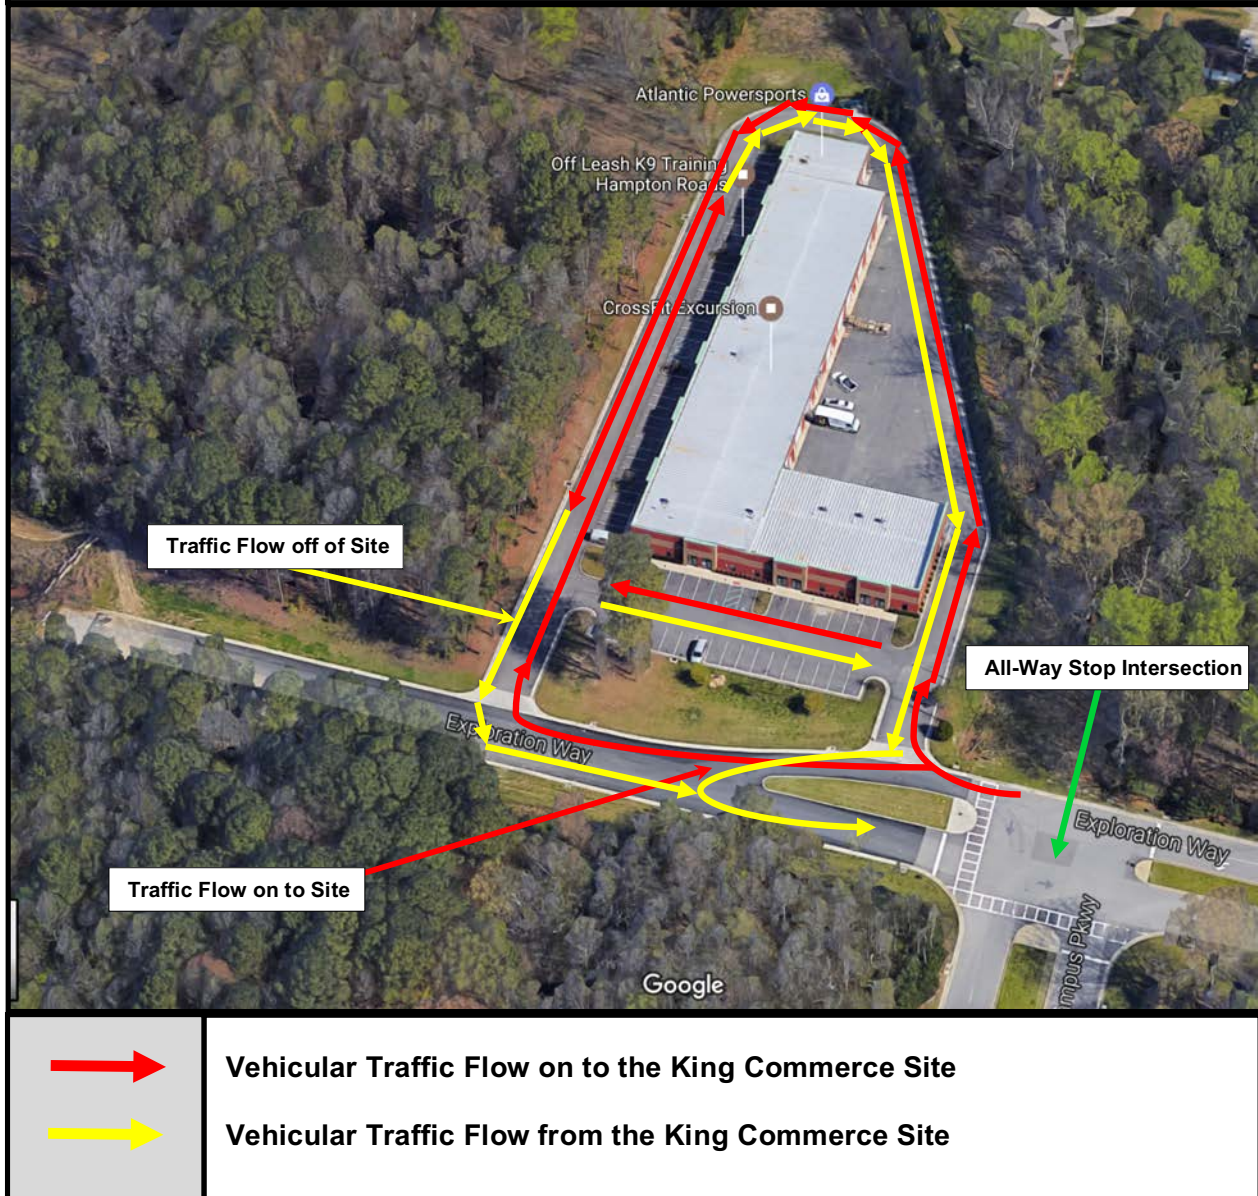 Atlantic Powersports
Off Leash K9 Training
Hampton Roads
CrossFit Excursion
Traffic Flow off of Site
All-Way Stop Intersection
Exploration Way
Exploration Way
Traffic Flow on to Site
mpus Pkwy
Google
Vehicular Traffic Flow on to the King Commerce Site
Vehicular Traffic Flow from the King Commerce Site